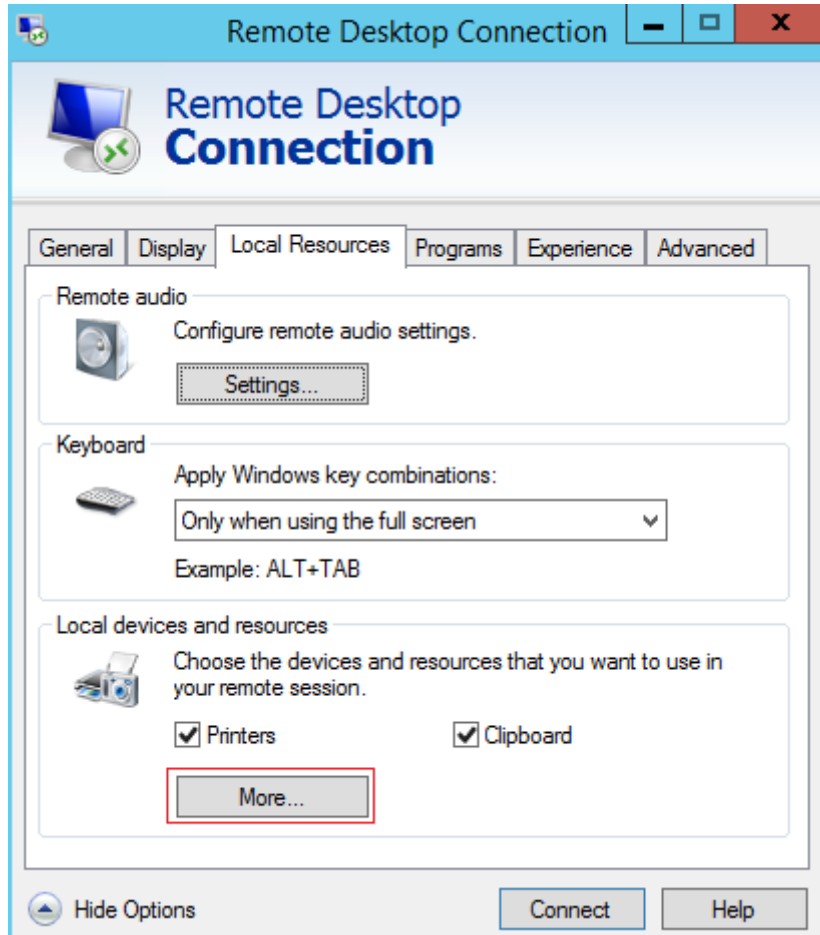 Remote Desktop Connection
Remote Desktop
Connection
General Display Local Resources Programs Experience Advanced
Remote audio
Configure remote audio settings.
Settings...
Keyboard
Apply Windows key combinations:
Only when using the full screen
Example: ALT+TAB
Local devices and resources
Choose the devices and resources that you want to use in
your remote session.
Printers Clipboard
More...
Hide Options Connect Help